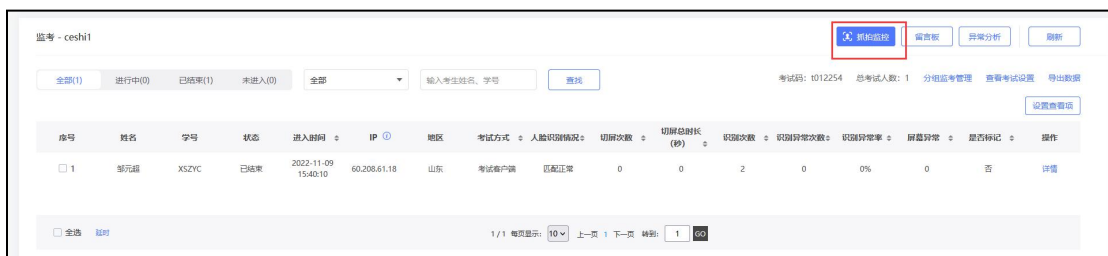 监考 - ceshi1
抓拍监控 留言板 异常分析 刷新
全部(1) 进行中(0) 已结束(1) 未进入(0) 全部 输入考生姓名、学号 查找 考试码：t012254 总考试人数：1 分组监考管理 查看考试设置 导出数据
设置查看项
序号 姓名 学号 状态 进入时间 IP 地区 考试方式 人脸识别情况 切屏次数 切屏总时长(秒) 识别次数 识别异常次数 识别异常率 屏幕异常 是否标记 操作
1 邹元超 XSZYC 已结束 2022-11-09 15:40:10 60.208.61.18 山东 考试客户端 匹配正常 0 0 2 0 0% 0 否 详情
全选 延时 1 / 1 每页显示: 10 上一页 1 下一页 转到: 1 GO